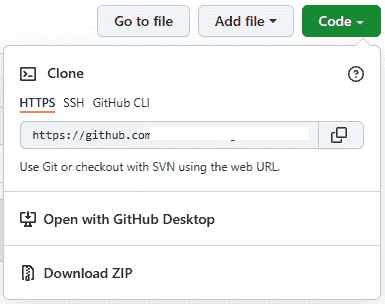 Go to file Add file Code
Clone
HTTPS SSH GitHub CLI
https://github.com
Use Git or checkout with SVN using the web URL.
Open with GitHub Desktop
Download ZIP